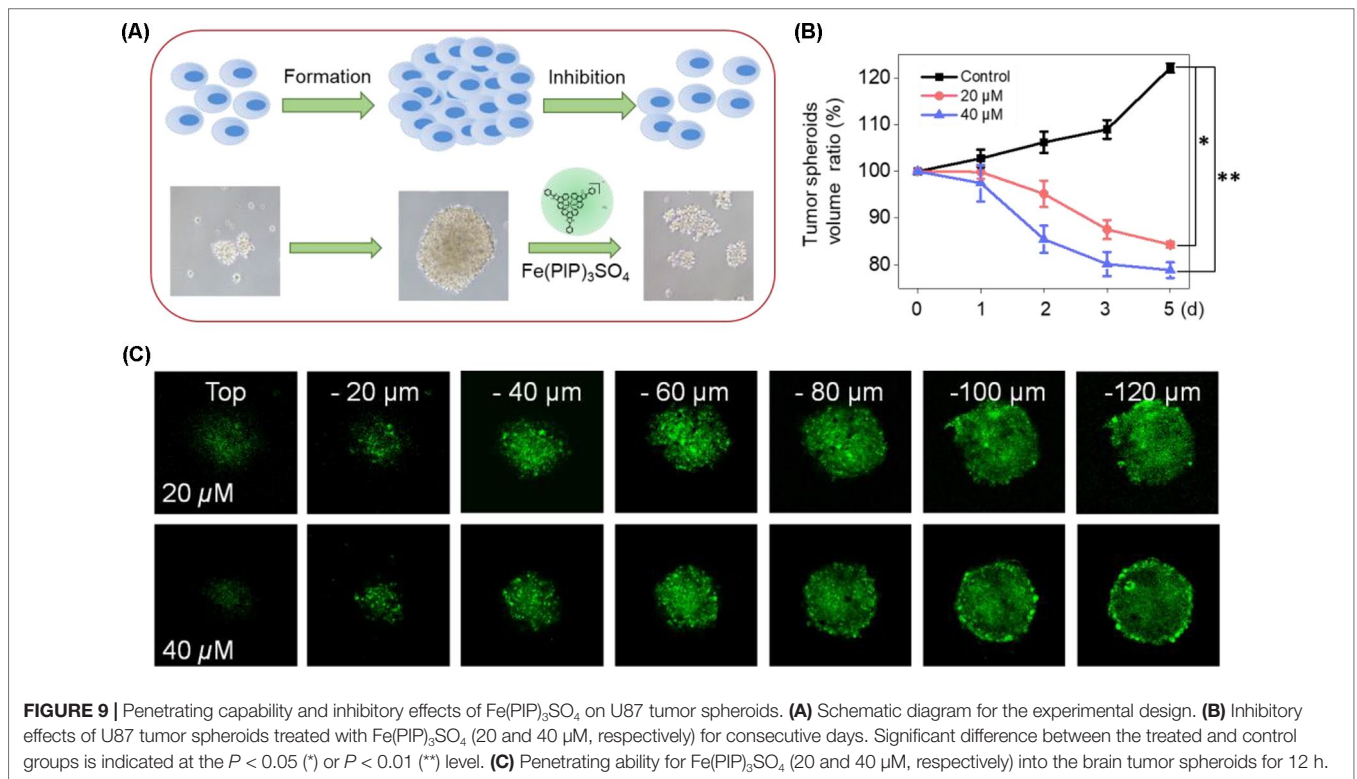 (A)
Formation
Inhibition
Fe(PIP)₃SO₄
(B)
Tumor spheroids
volume ratio (%)
120
110
100
90
80
Control
20 μM
40 μM
*
**
0 1 2 3 5 (d)
(C)
Top - 20 μm - 40 μm - 60 μm - 80 μm -100 μm -120 μm
20 μM
40 μM
FIGURE 9 | Penetrating capability and inhibitory effects of Fe(PIP)₃SO₄ on U87 tumor spheroids. (A) Schematic diagram for the experimental design. (B) Inhibitory
effects of U87 tumor spheroids treated with Fe(PIP)₃SO₄ (20 and 40 μM, respectively) for consecutive days. Significant difference between the treated and control
groups is indicated at the P < 0.05 (*) or P < 0.01 (**) level. (C) Penetrating ability for Fe(PIP)₃SO₄ (20 and 40 μM, respectively) into the brain tumor spheroids for 12 h.